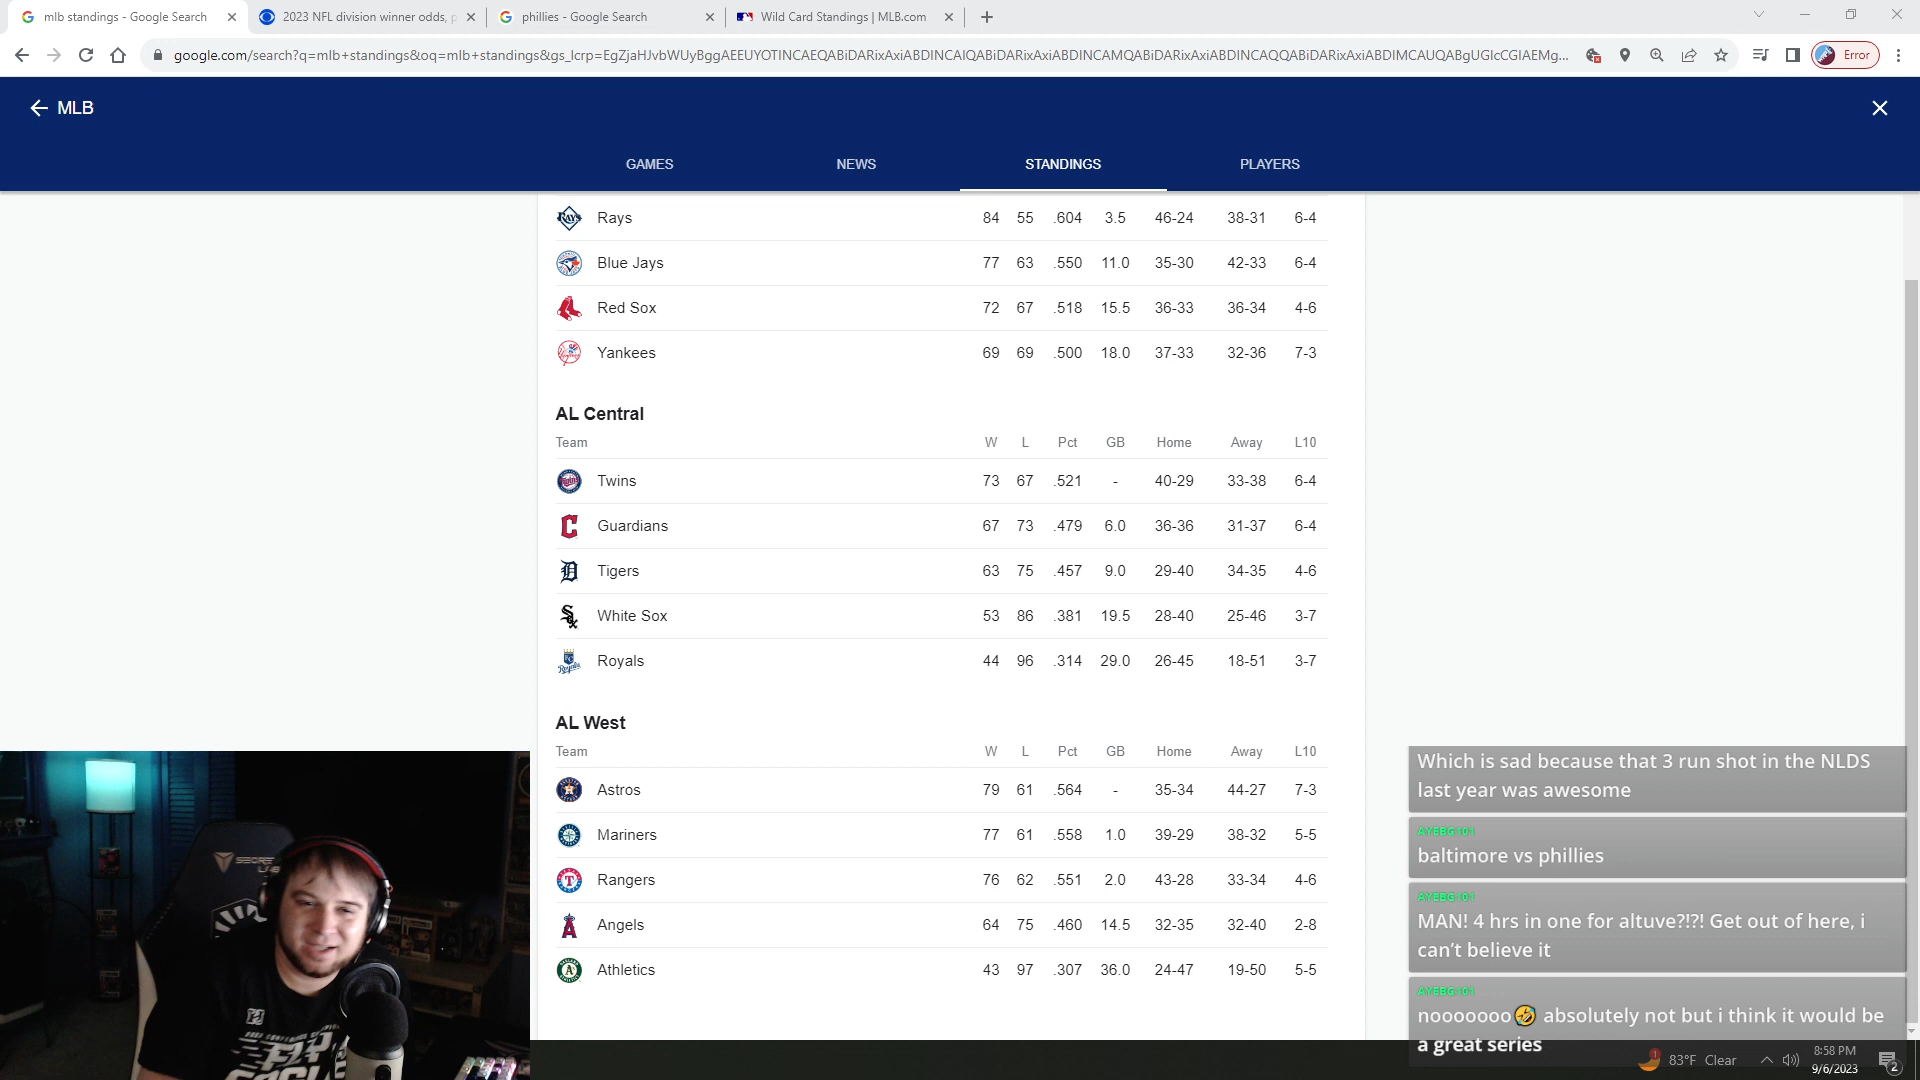 mlb standings - Google Search
2023 NFL division winner odds, p
phillies - Google Search
Wild Card Standings | MLB.com
google.com/search?q=mlb+standings&oq=mlb+standings&gs_lcrp=EgZjaHJvbWUyBggAEEUYOTINCAEQABiDARixAxiABDINCAIQABiDARixAxiABDINCAMQABiDARixAxiABDINCAQQABiDARixAxiABDIMCAUQABgUGIcCGIAEMg...
Error
MLB
GAMES NEWS STANDINGS PLAYERS
Rays 84 55 .604 3.5 46-24 38-31 6-4
Blue Jays 77 63 .550 11.0 35-30 42-33 6-4
Red Sox 72 67 .518 15.5 36-33 36-34 4-6
Yankees 69 69 .500 18.0 37-33 32-36 7-3
AL Central
Team W L Pct GB Home Away L10
Twins 73 67 .521 - 40-29 33-38 6-4
Guardians 67 73 .479 6.0 36-36 31-37 6-4
Tigers 63 75 .457 9.0 29-40 34-35 4-6
White Sox 53 86 .381 19.5 28-40 25-46 3-7
Royals 44 96 .314 29.0 26-45 18-51 3-7
AL West
Team W L Pct GB Home Away L10
Astros 79 61 .564 - 35-34 44-27 7-3
Mariners 77 61 .558 1.0 39-29 38-32 5-5
Rangers 76 62 .551 2.0 43-28 33-34 4-6
Angels 64 75 .460 14.5 32-35 32-40 2-8
Athletics 43 97 .307 36.0 24-47 19-50 5-5
Which is sad because that 3 run shot in the NLDS
last year was awesome
AYEBG101
baltimore vs phillies
AYEBG101
MAN! 4 hrs in one for altuve?!?! Get out of here, i
can't believe it
AYEBG101
nooooooo🤣 absolutely not but i think it would be
a great series
1
83°F Clear
8:58 PM
9/6/2023
2